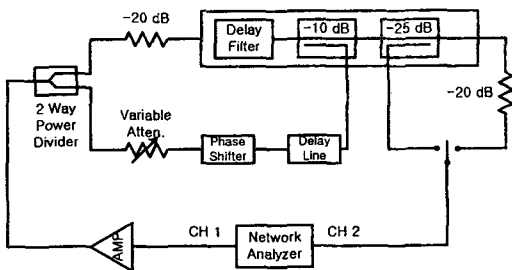 -20 dB
Delay
Filter
-10 dB
-25 dB
-20 dB
2 Way
Power
Divider
Variable
Atten.
Phase
Shifter
Delay
Line
AMP
CH 1
Network
Analyzer
CH 2